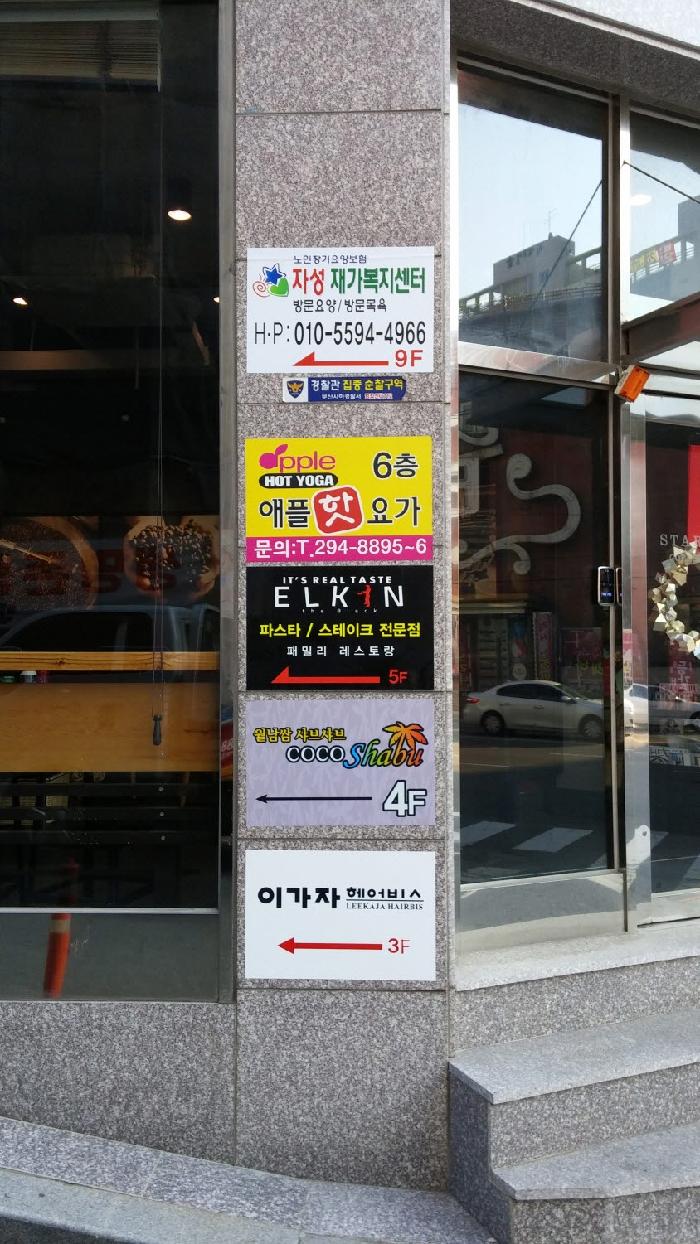 노인장기요양보험
자성 재가복지센터
방문요양/방문목욕
H·P:010-5594-4966
9F
경찰관 집중 순찰구역
apple
6층
HOT YOGA
애플 핫 요가
문의:T.294-8895~6
IT'S REAL TASTE
ELKIN
the Black
파스타 / 스테이크 전문점
패밀리 레스토랑
5F
월남쌈 샤브샤브
COCO Shabu
4F
이가자 헤어비스
LEEKAJA HAIRBIS
3F
STAR